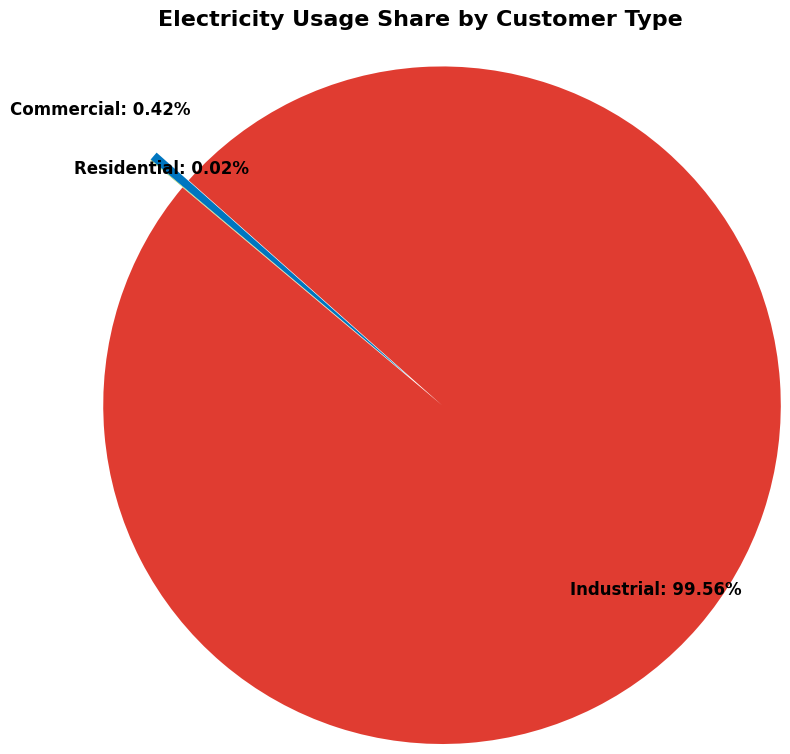 Electricity Usage Share by Customer Type
Commercial: 0.42%
Residential: 0.02%
Industrial: 99.56%